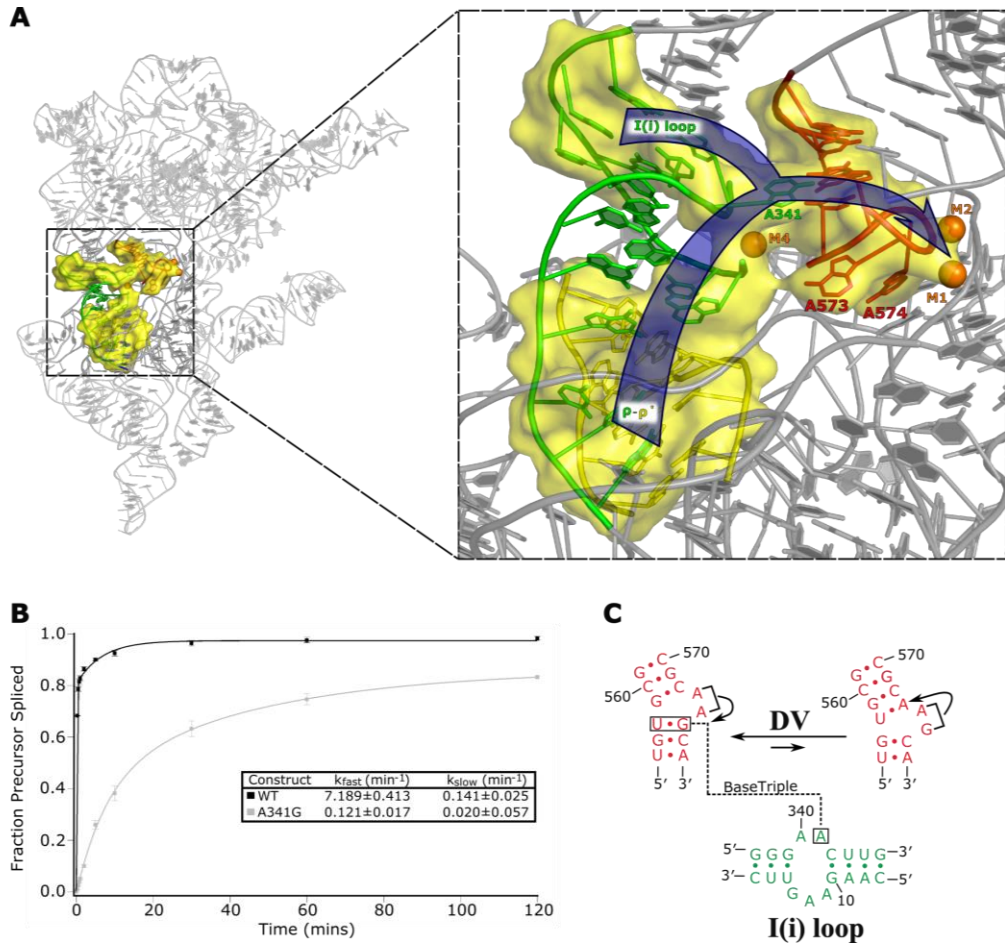 A
I(i) loop
A341
M2
M4
M1
A573
A574
ρ-ρ'
B
Fraction Precursor Spliced
1.0
0.8
0.6
0.4
0.2
0.0
Construct kfast (min-1) kslow (min-1)
WT 7.189±0.413 0.141±0.025
A341G 0.121±0.017 0.020±0.057
0 20 40 60 80 100 120
Time (mins)
C
570
G C
C G
560
C C A
G A
U • G
G • C
U A
5′ 3′
DV
570
G C
C G
560
G C A
U A
G
G C
U A
5′ 3′
BaseTriple
340
A A
5′ G G G C U U G 3′
3′ C U U G A A C 5′
G A 10
A
I(i) loop